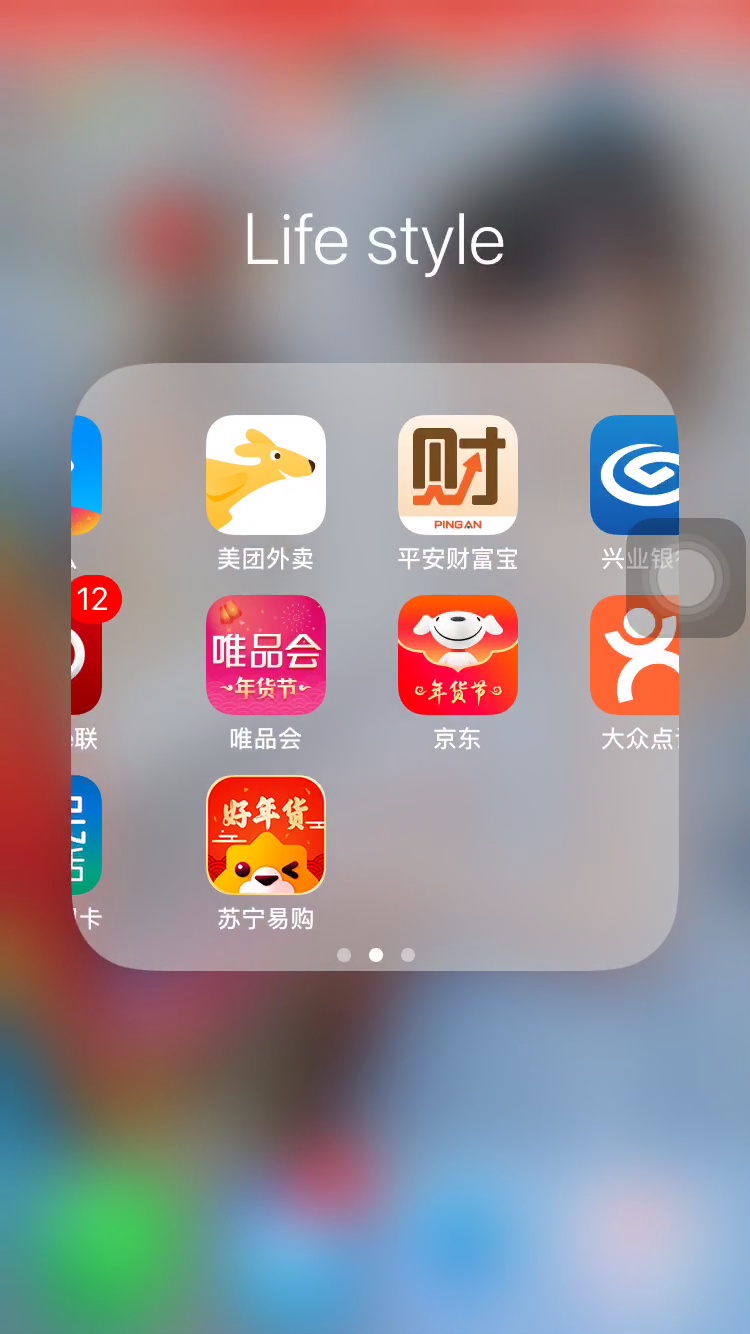 Life style
财
PINGAN
美团外卖
平安财富宝
兴业银
12
唯品会
年货节
年货节
联
唯品会
京东
大众点
好年货
卡
苏宁易购